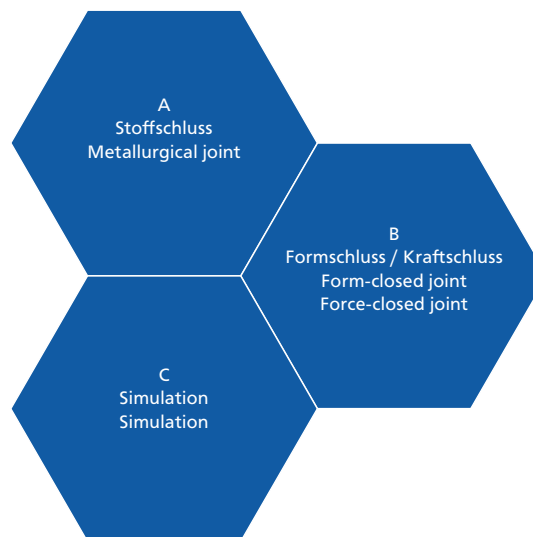 A
Stoffschluss
Metallurgical joint
B
Formschluss / Kraftschluss
Form-closed joint
Force-closed joint
C
Simulation
Simulation